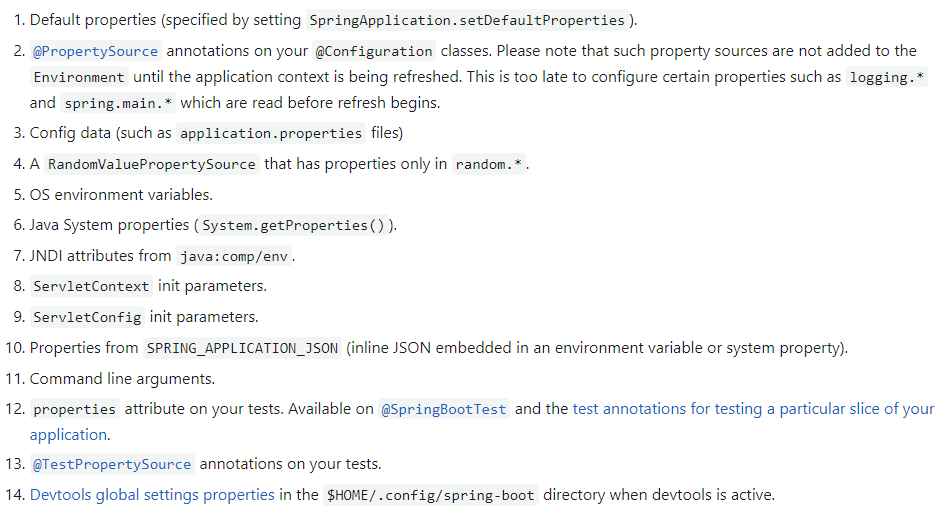 1. Default properties (specified by setting SpringApplication.setDefaultProperties ).
2. @PropertySource annotations on your @Configuration classes. Please note that such property sources are not added to the
Environment until the application context is being refreshed. This is too late to configure certain properties such as logging.*
and spring.main.* which are read before refresh begins.
3. Config data (such as application.properties files)
4. A RandomValuePropertySource that has properties only in random.* .
5. OS environment variables.
6. Java System properties ( System.getProperties() ).
7. JNDI attributes from java:comp/env .
8. ServletContext init parameters.
9. ServletConfig init parameters.
10. Properties from SPRING_APPLICATION_JSON (inline JSON embedded in an environment variable or system property).
11. Command line arguments.
12. properties attribute on your tests. Available on @SpringBootTest and the test annotations for testing a particular slice of your
application.
13. @TestPropertySource annotations on your tests.
14. Devtools global settings properties in the $HOME/.config/spring-boot directory when devtools is active.